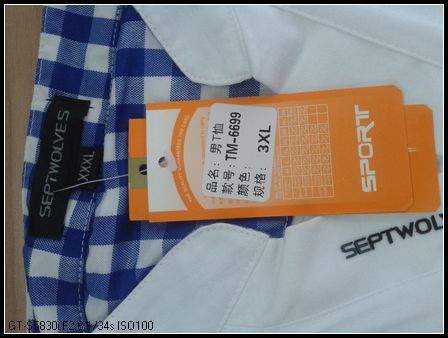 SEPTWOLVES
XXXL
品名: 男T恤
款号: TM-6699
颜色:
规格: 3XL
SPORT
SEPTWOLVES
GT-S5830i F2.6 1/34s ISO100